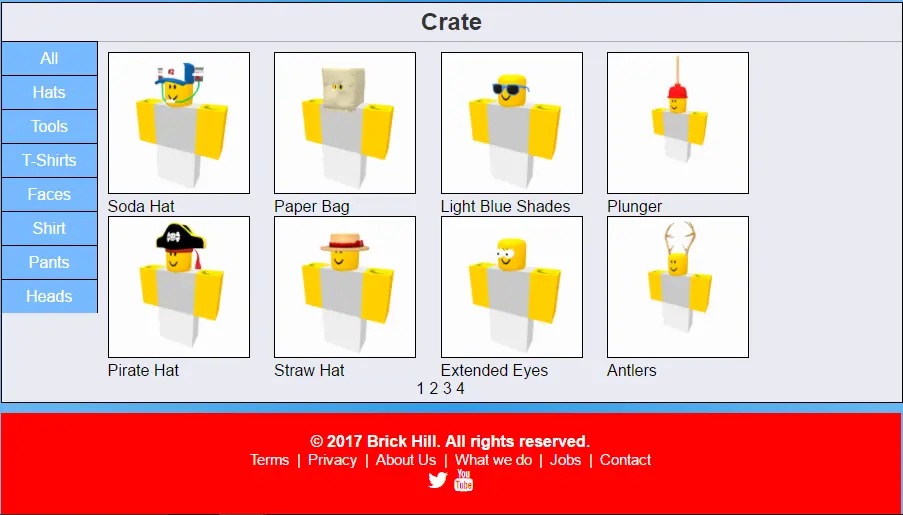 Crate
All
Hats
Tools
T-Shirts
Faces
Shirt
Pants
Heads
Soda Hat
Paper Bag
Light Blue Shades
Plunger
Pirate Hat
Straw Hat
Extended Eyes
Antlers
1 2 3 4
© 2017 Brick Hill. All rights reserved.
Terms | Privacy | About Us | What we do | Jobs | Contact
You
Tube